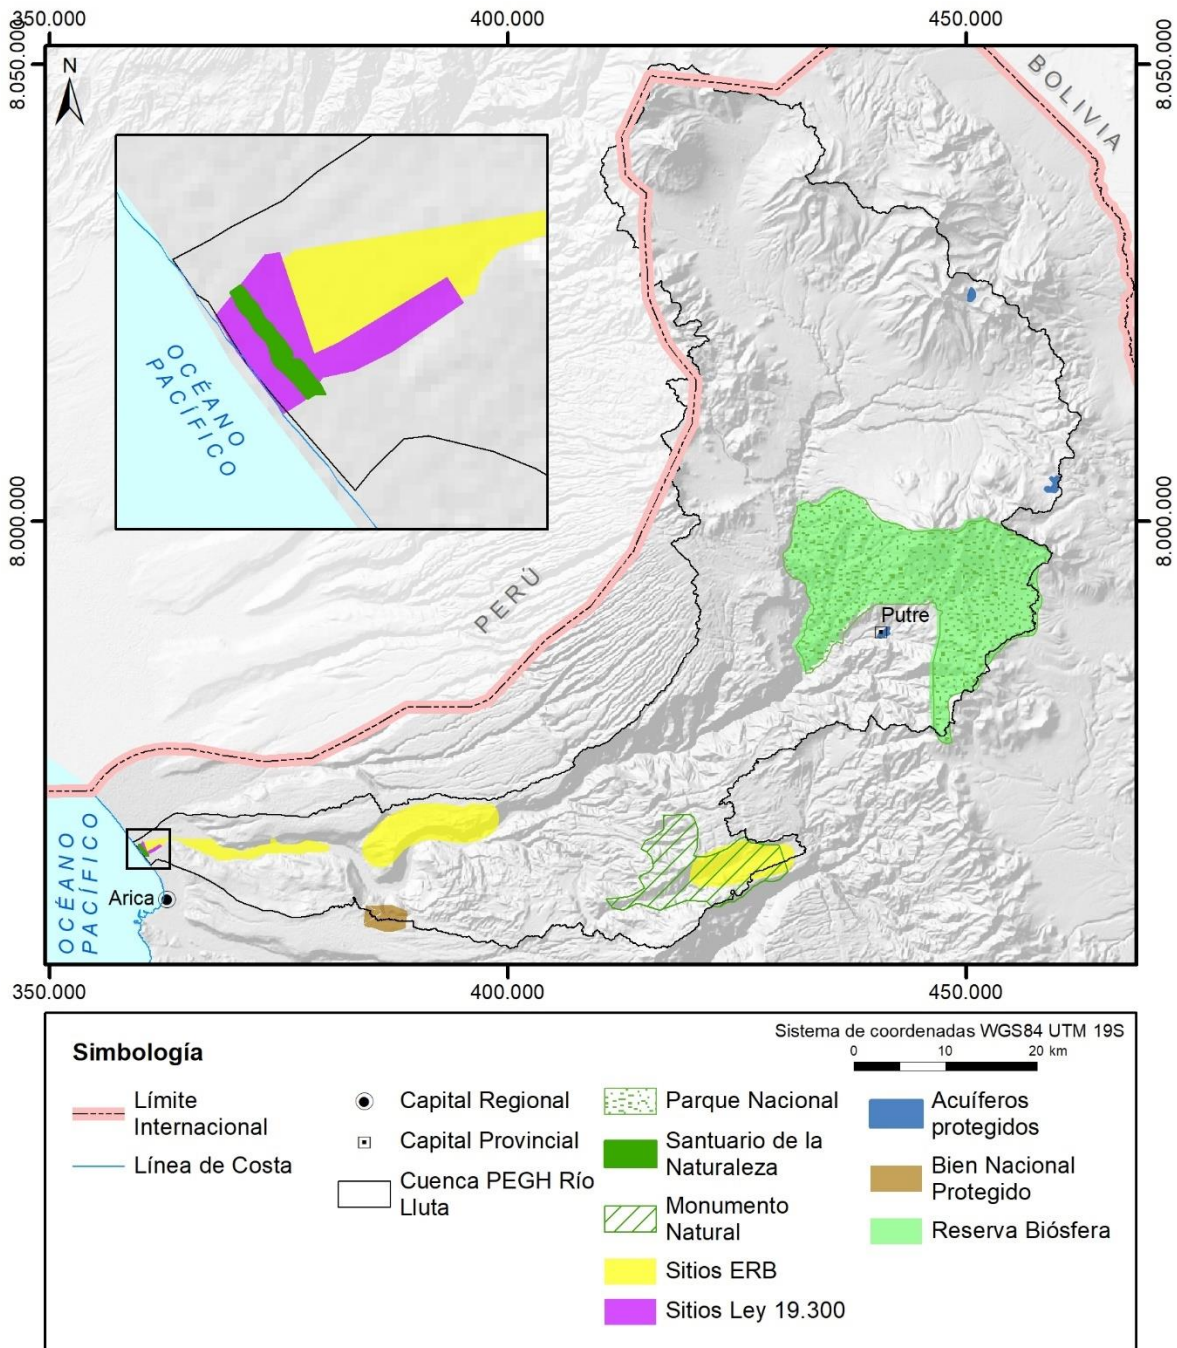 350.000
400.000
450.000
8.050.000
8.050.000
N
BOLIVIA
OCÉANO
PACÍFICO
8.000.000
8.000.000
PERÚ
Putre
OCÉANO
PACÍFICO
Arica
350.000
400.000
450.000
Sistema de coordenadas WGS84 UTM 19S
0 10 20 km
Simbología
Límite
Internacional
Línea de Costa
Capital Regional
Capital Provincial
Cuenca PEGH Río
Lluta
Parque Nacional
Santuario de la
Naturaleza
Monumento
Natural
Sitios ERB
Sitios Ley 19.300
Acuíferos
protegidos
Bien Nacional
Protegido
Reserva Biósfera